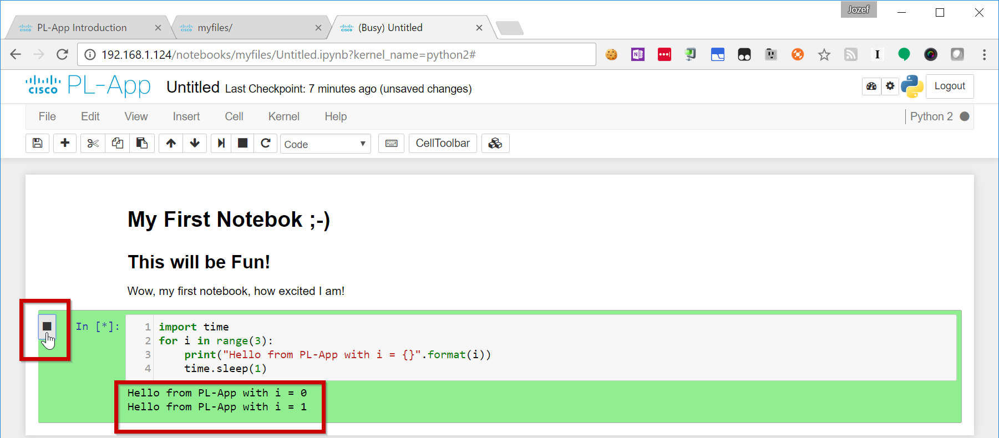 Jozef
PL-App Introduction
myfiles/
(Busy) Untitled
192.168.1.124/notebooks/myfiles/Untitled.ipynb?kernel_name=python2#
cisco PL-App Untitled Last Checkpoint: 7 minutes ago (unsaved changes) Logout
File Edit View Insert Cell Kernel Help Python 2
Code CellToolbar
My First Notebok ;-)
This will be Fun!
Wow, my first notebook, how excited I am!
In [*]:
1 import time
2 for i in range(3):
3     print("Hello from PL-App with i = {}".format(i))
4     time.sleep(1)
Hello from PL-App with i = 0
Hello from PL-App with i = 1